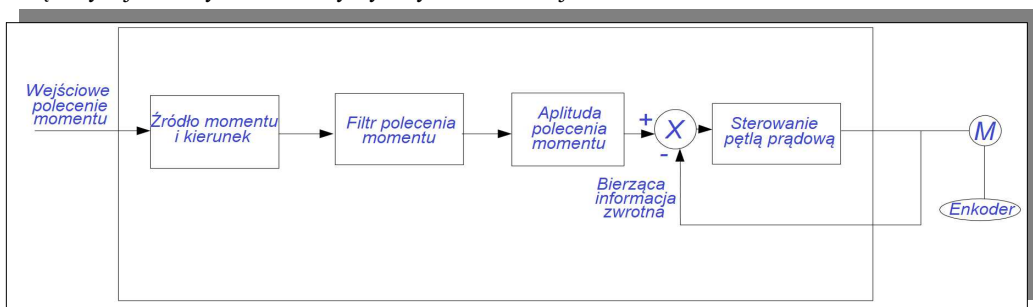 Wejściowe
polecenie
momentu
Źródło momentu
i kierunek
Filtr polecenia
momentu
Aplituda
polecenia
momentu
+
X
-
Sterowanie
pętlą prądową
M
Bierząca
informacja
zwrotna
Enkoder